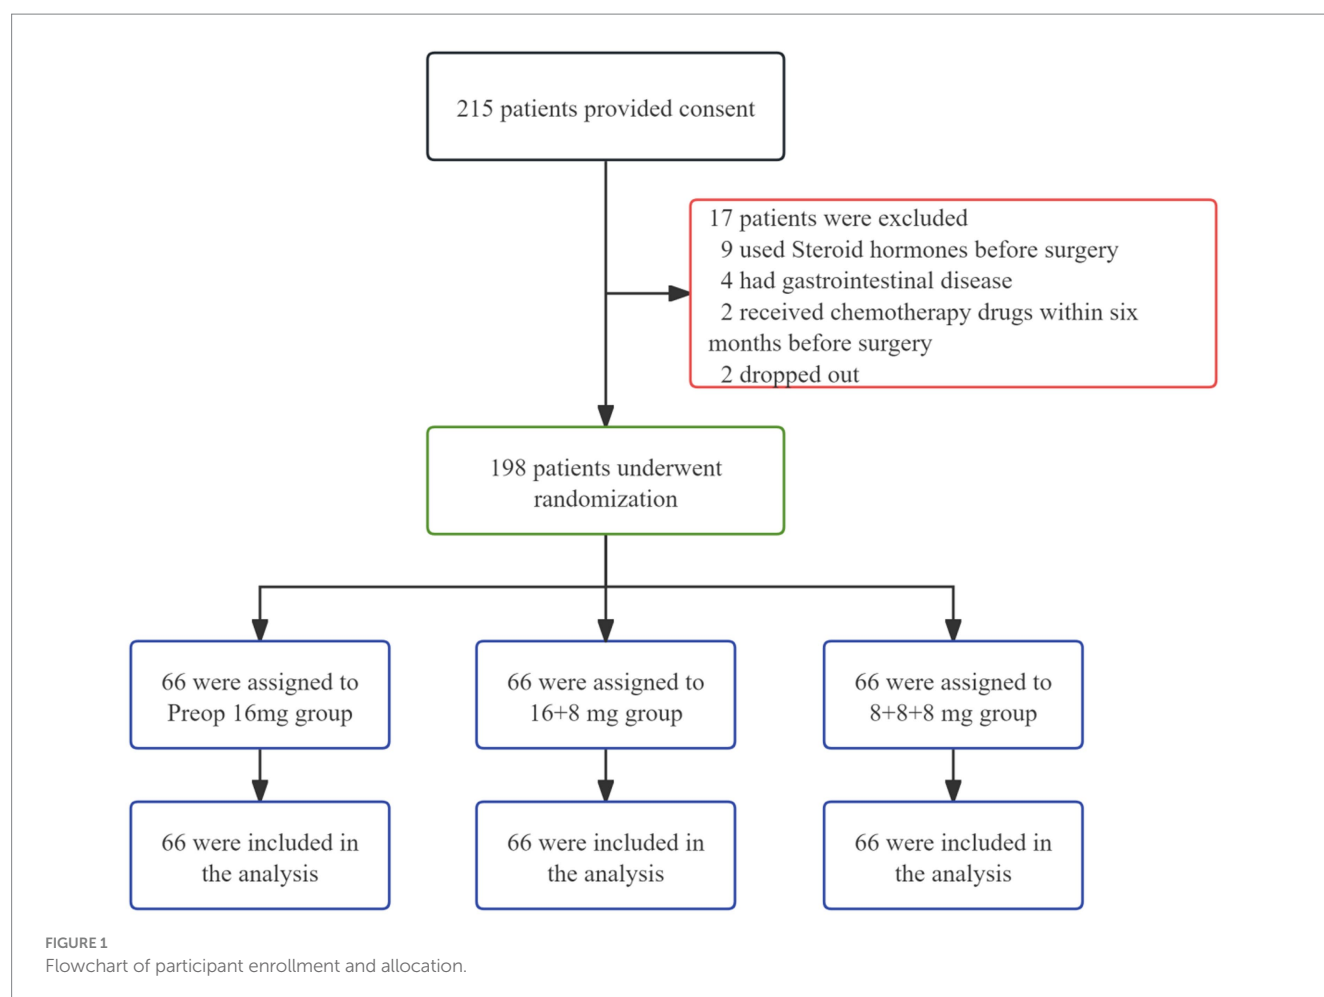 215 patients provided consent
17 patients were excluded
9 used Steroid hormones before surgery
4 had gastrointestinal disease
2 received chemotherapy drugs within six
months before surgery
2 dropped out
198 patients underwent
randomization
66 were assigned to
Preop 16mg group
66 were assigned to
16+8 mg group
66 were assigned to
8+8+8 mg group
66 were included in
the analysis
66 were included in
the analysis
66 were included in
the analysis
FIGURE 1
Flowchart of participant enrollment and allocation.